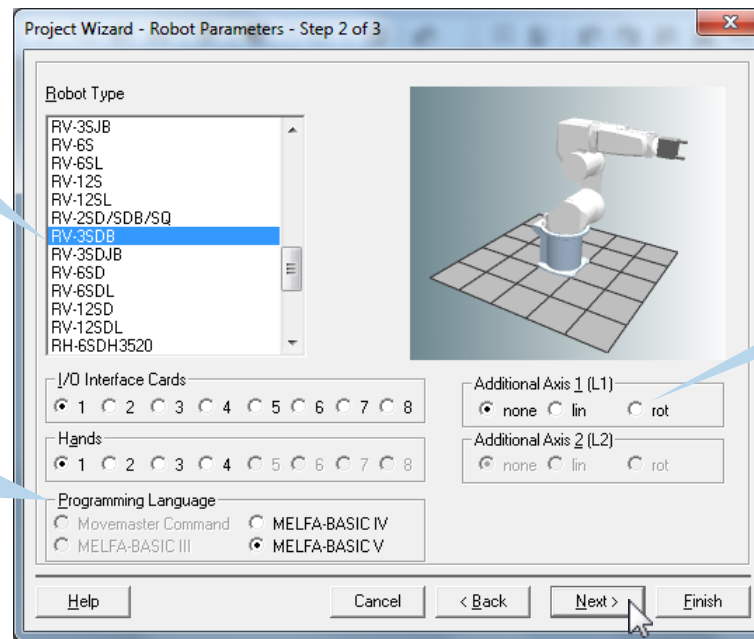 Project Wizard - Robot Parameters - Step 2 of 3
Robot Type
RV-3SJB
RV-6S
RV-6SL
RV-12S
RV-12SL
RV-2SD/SDB/SQ
RV-3SDB
RV-3SDJB
RV-6SD
RV-6SDL
RV-12SD
RV-12SDL
RH-6SDH3520
I/O Interface Cards
1 2 3 4 5 6 7 8
Hands
1 2 3 4 5 6 7 8
Programming Language
Movemaster Command MELFA-BASIC IV
MELFA-BASIC III MELFA-BASIC V
Additional Axis 1 (L1)
none lin rot
Additional Axis 2 (L2)
none lin rot
Help Cancel < Back Next > Finish